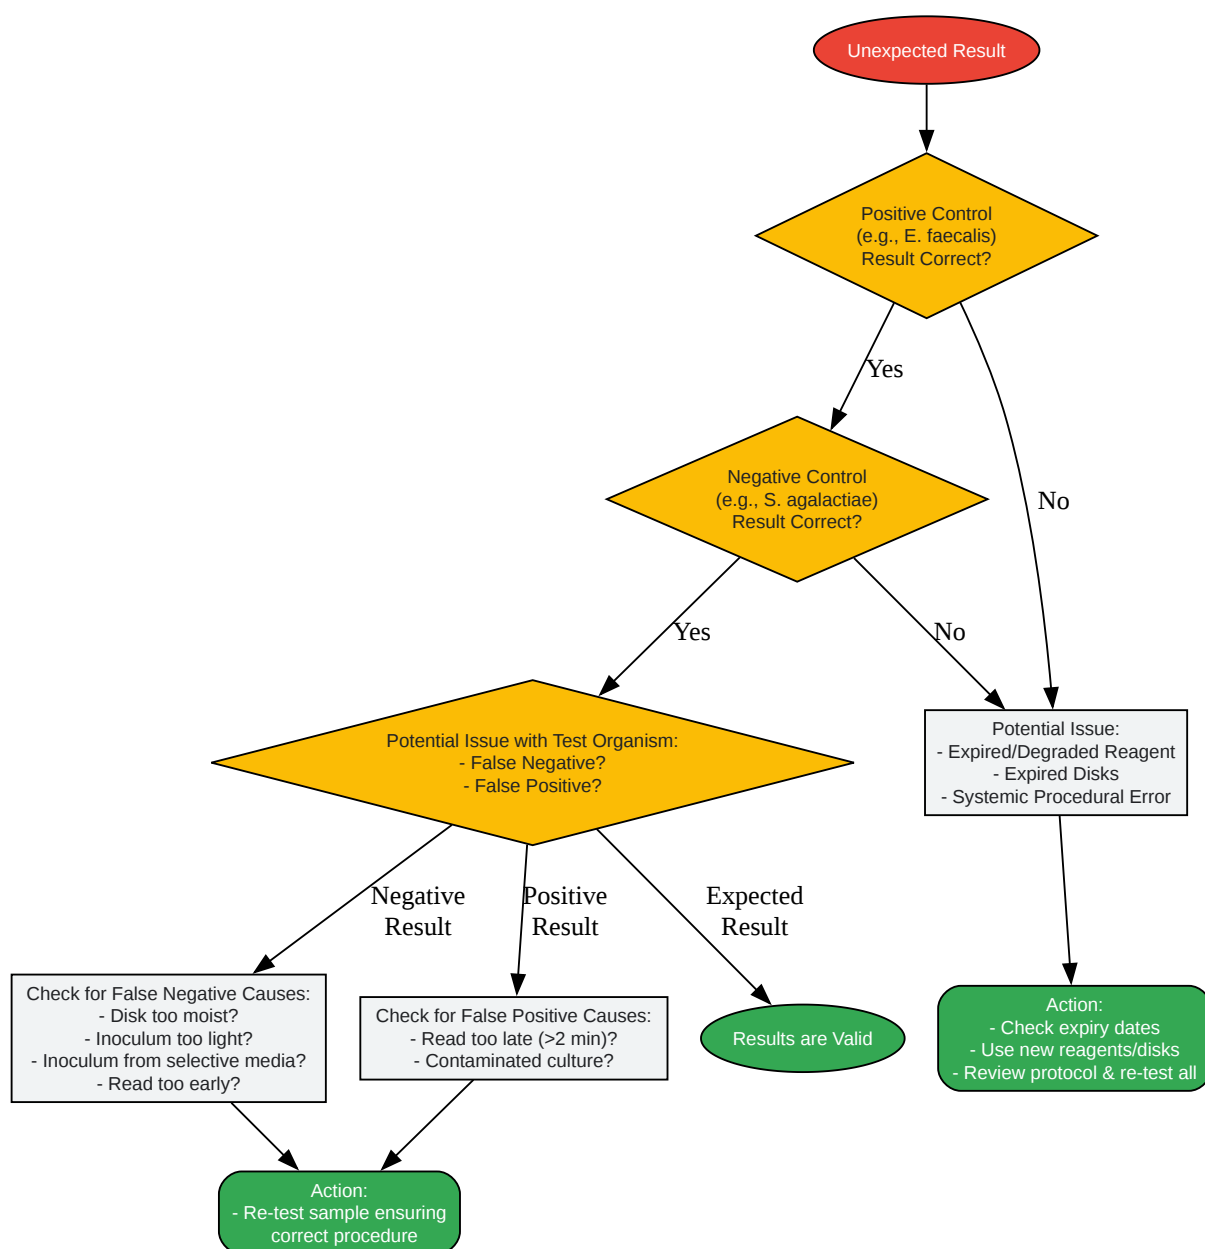 Unexpected Result
Positive Control
(e.g., E. faecalis)
Result Correct?
Yes
No
Negative Control
(e.g., S. agalactiae)
Result Correct?
Yes
No
Potential Issue with Test Organism:
- False Negative?
- False Positive?
Potential Issue:
- Expired/Degraded Reagent
- Expired Disks
- Systemic Procedural Error
Negative
Result
Positive
Result
Expected
Result
Check for False Negative Causes:
- Disk too moist?
- Inoculum too light?
- Inoculum from selective media?
- Read too early?
Check for False Positive Causes:
- Read too late (>2 min)?
- Contaminated culture?
Results are Valid
Action:
- Check expiry dates
- Use new reagents/disks
- Review protocol & re-test all
Action:
- Re-test sample ensuring
correct procedure